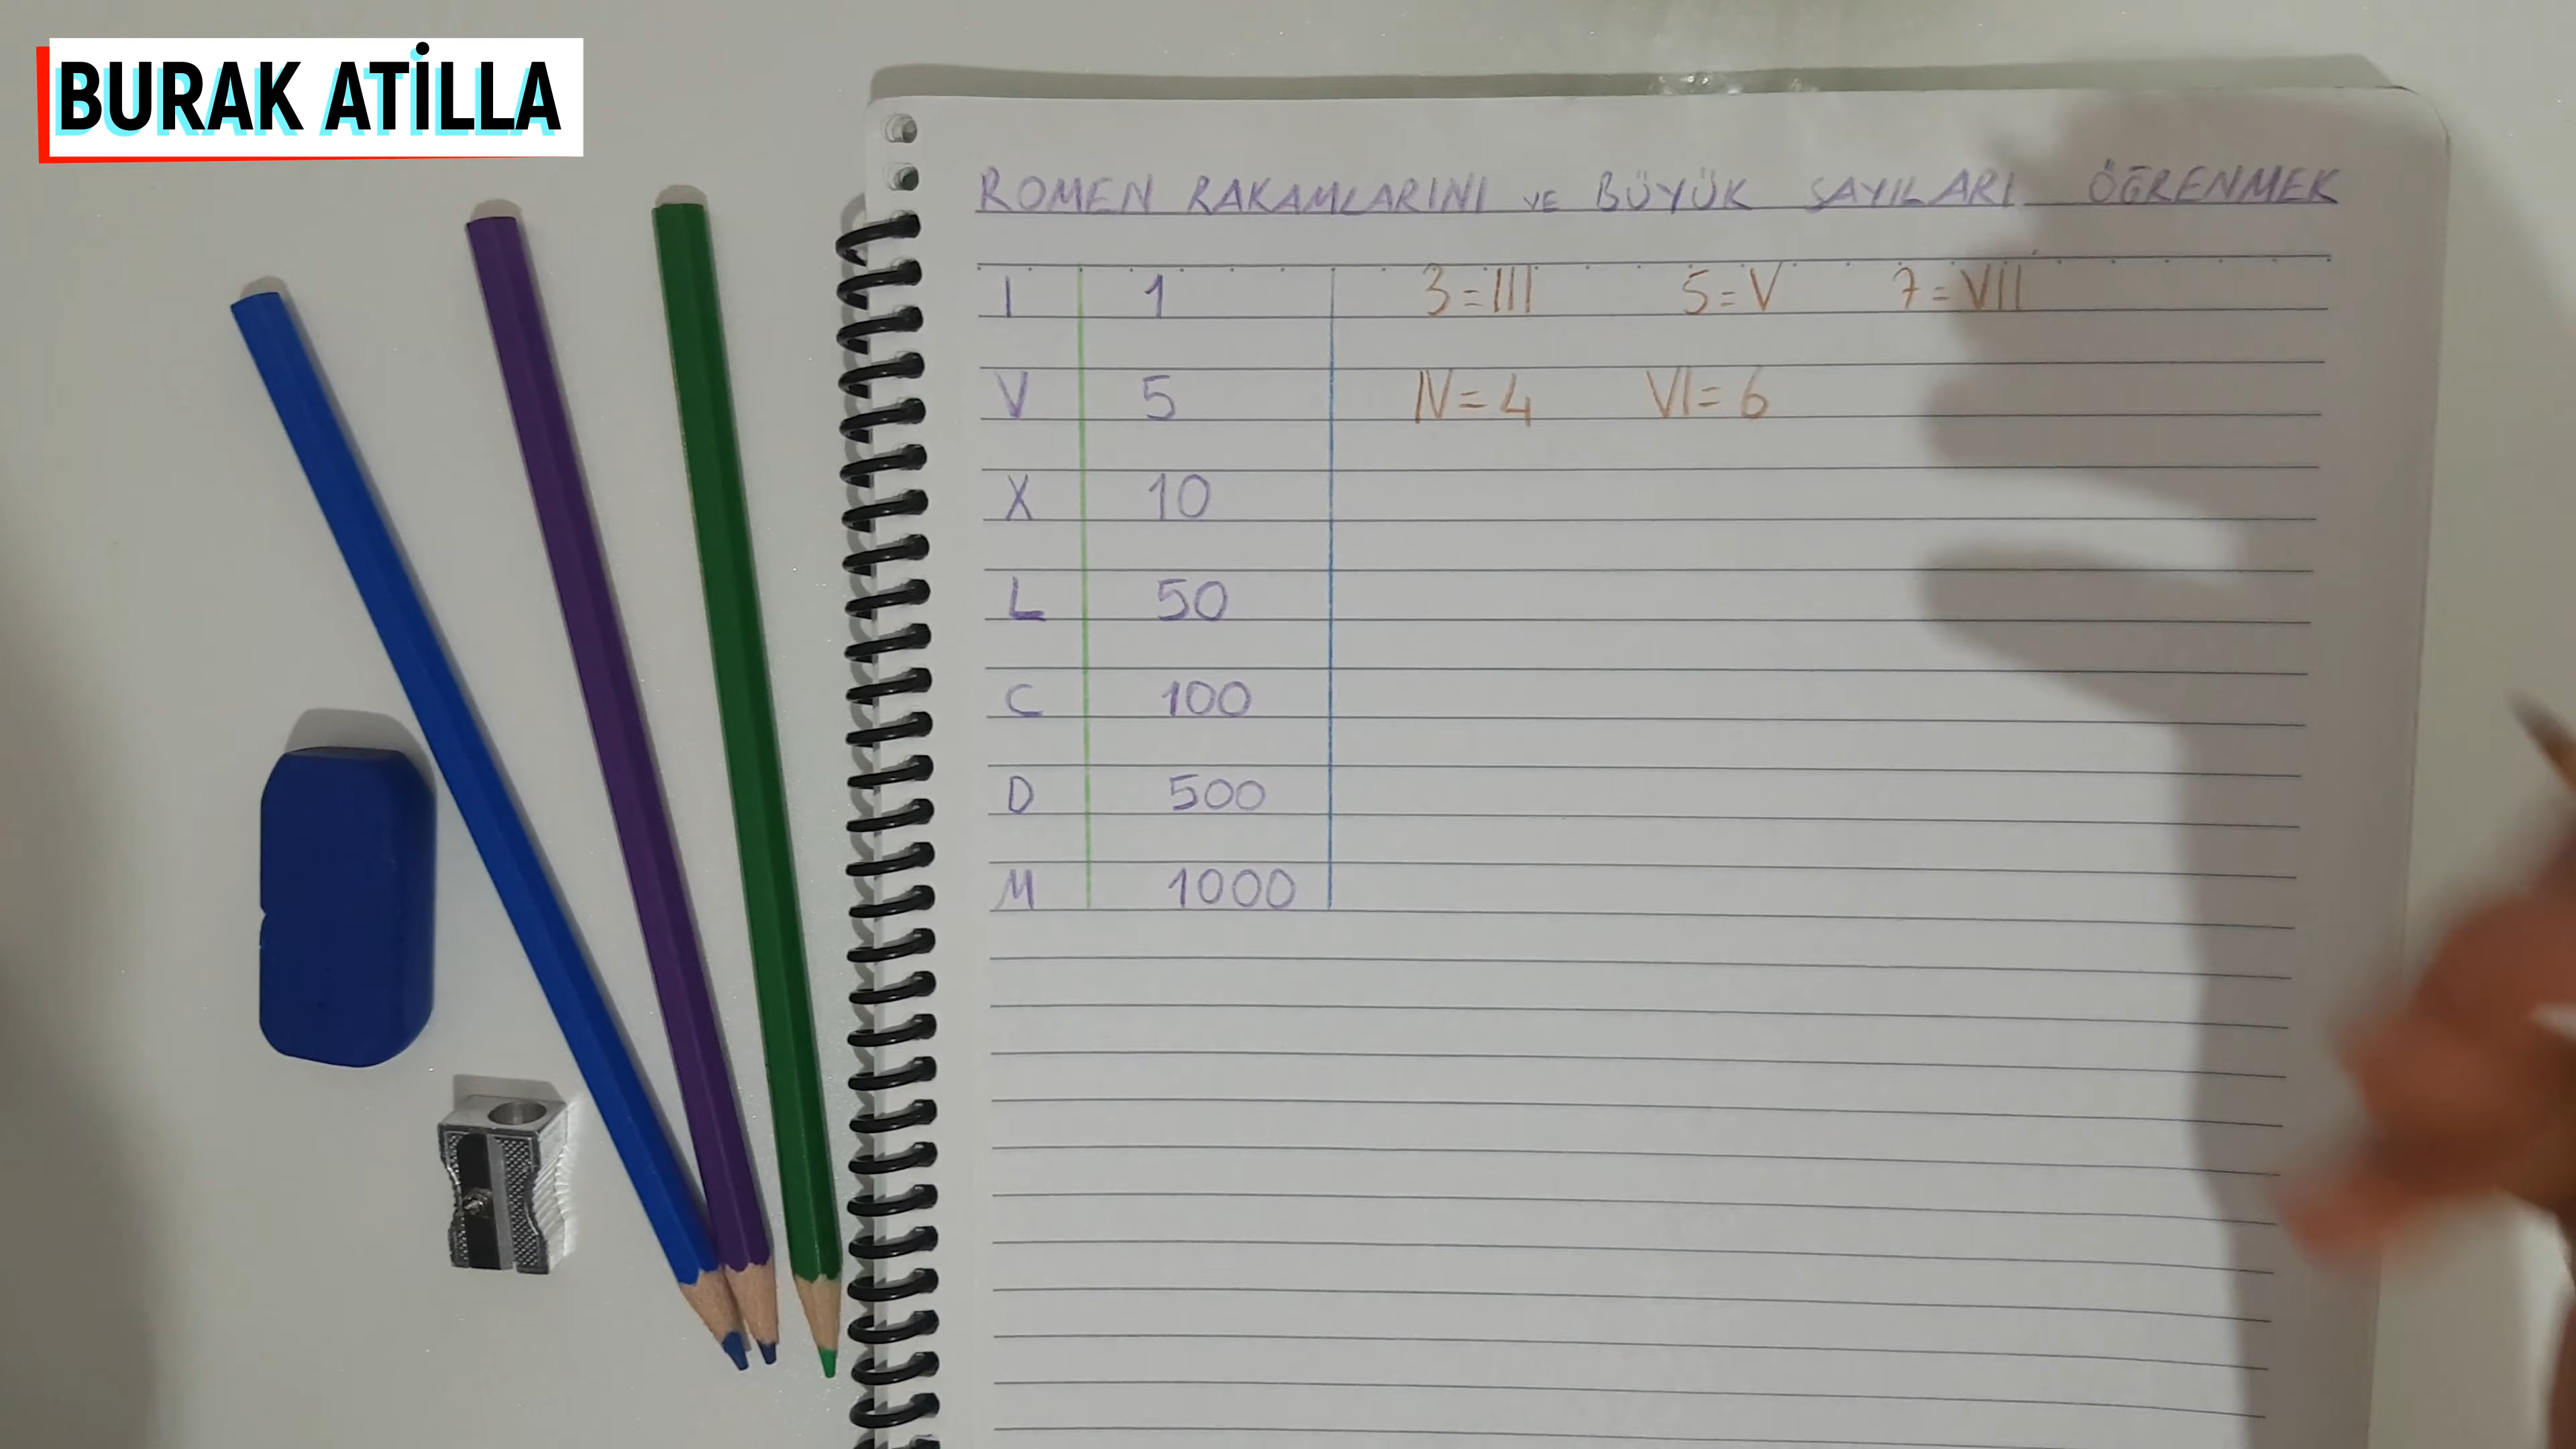 BURAK ATİLLA
ROMEN RAKAMLARINI VE BÜYÜK SAYILARI ÖĞRENMEK
I 1 3=III 5=V 7=VII
V 5 IV=4 VI=6
X 10
L 50
C 100
D 500
M 1000